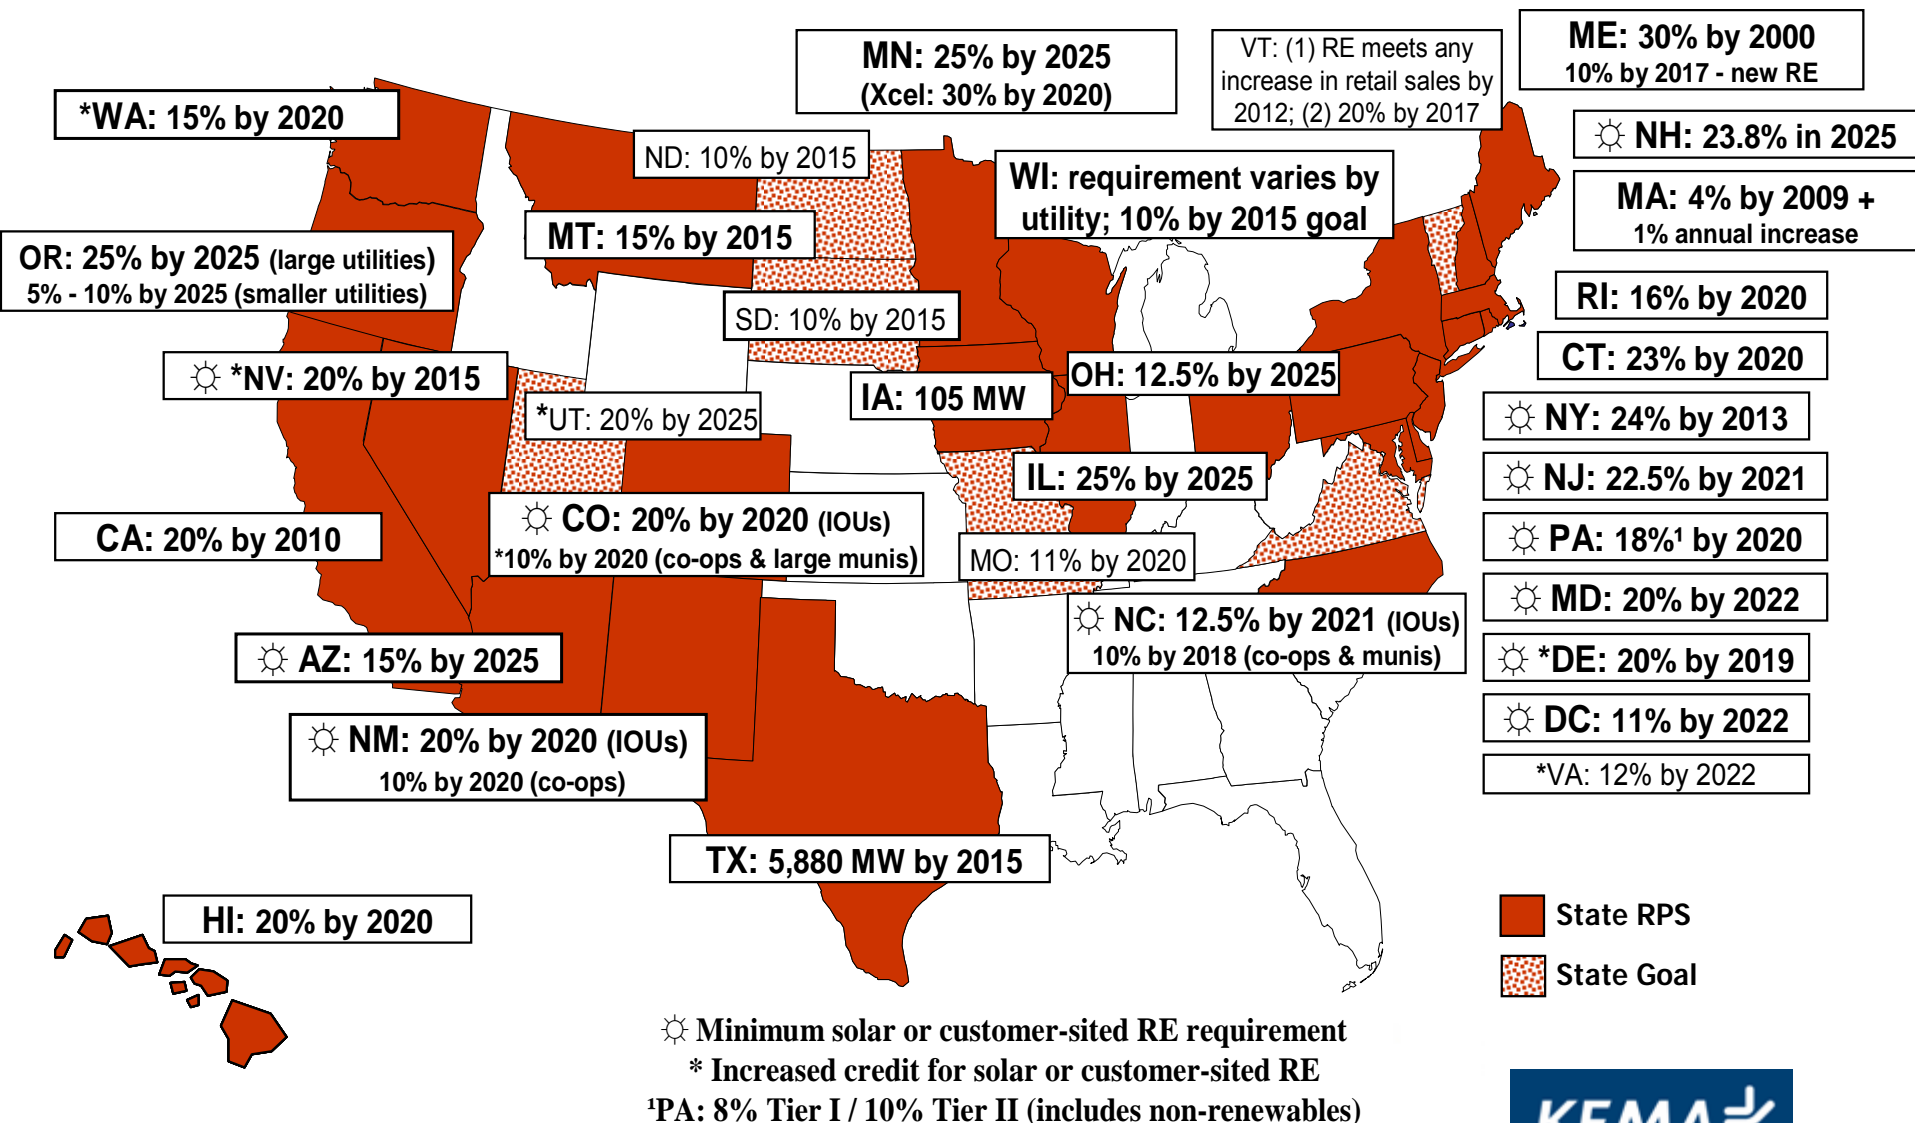 MN: 25% by 2025
(Xcel: 30% by 2020)
VT: (1) RE meets any
increase in retail sales by
2012; (2) 20% by 2017
ME: 30% by 2000
10% by 2017 - new RE
*WA: 15% by 2020
☼ NH: 23.8% in 2025
ND: 10% by 2015
WI: requirement varies by
utility; 10% by 2015 goal
MA: 4% by 2009 +
1% annual increase
MT: 15% by 2015
OR: 25% by 2025 (large utilities)
5% - 10% by 2025 (smaller utilities)
RI: 16% by 2020
SD: 10% by 2015
CT: 23% by 2020
☼ *NV: 20% by 2015
OH: 12.5% by 2025
IA: 105 MW
*UT: 20% by 2025
☼ NY: 24% by 2013
IL: 25% by 2025
☼ NJ: 22.5% by 2021
☼ CO: 20% by 2020 (IOUs)
*10% by 2020 (co-ops & large munis)
CA: 20% by 2010
☼ PA: 18%¹ by 2020
MO: 11% by 2020
☼ MD: 20% by 2022
☼ NC: 12.5% by 2021 (IOUs)
10% by 2018 (co-ops & munis)
☼ AZ: 15% by 2025
☼ *DE: 20% by 2019
☼ DC: 11% by 2022
☼ NM: 20% by 2020 (IOUs)
10% by 2020 (co-ops)
*VA: 12% by 2022
TX: 5,880 MW by 2015
HI: 20% by 2020
State RPS
State Goal
☼ Minimum solar or customer-sited RE requirement
* Increased credit for solar or customer-sited RE
¹PA: 8% Tier I / 10% Tier II (includes non-renewables)
KEMA